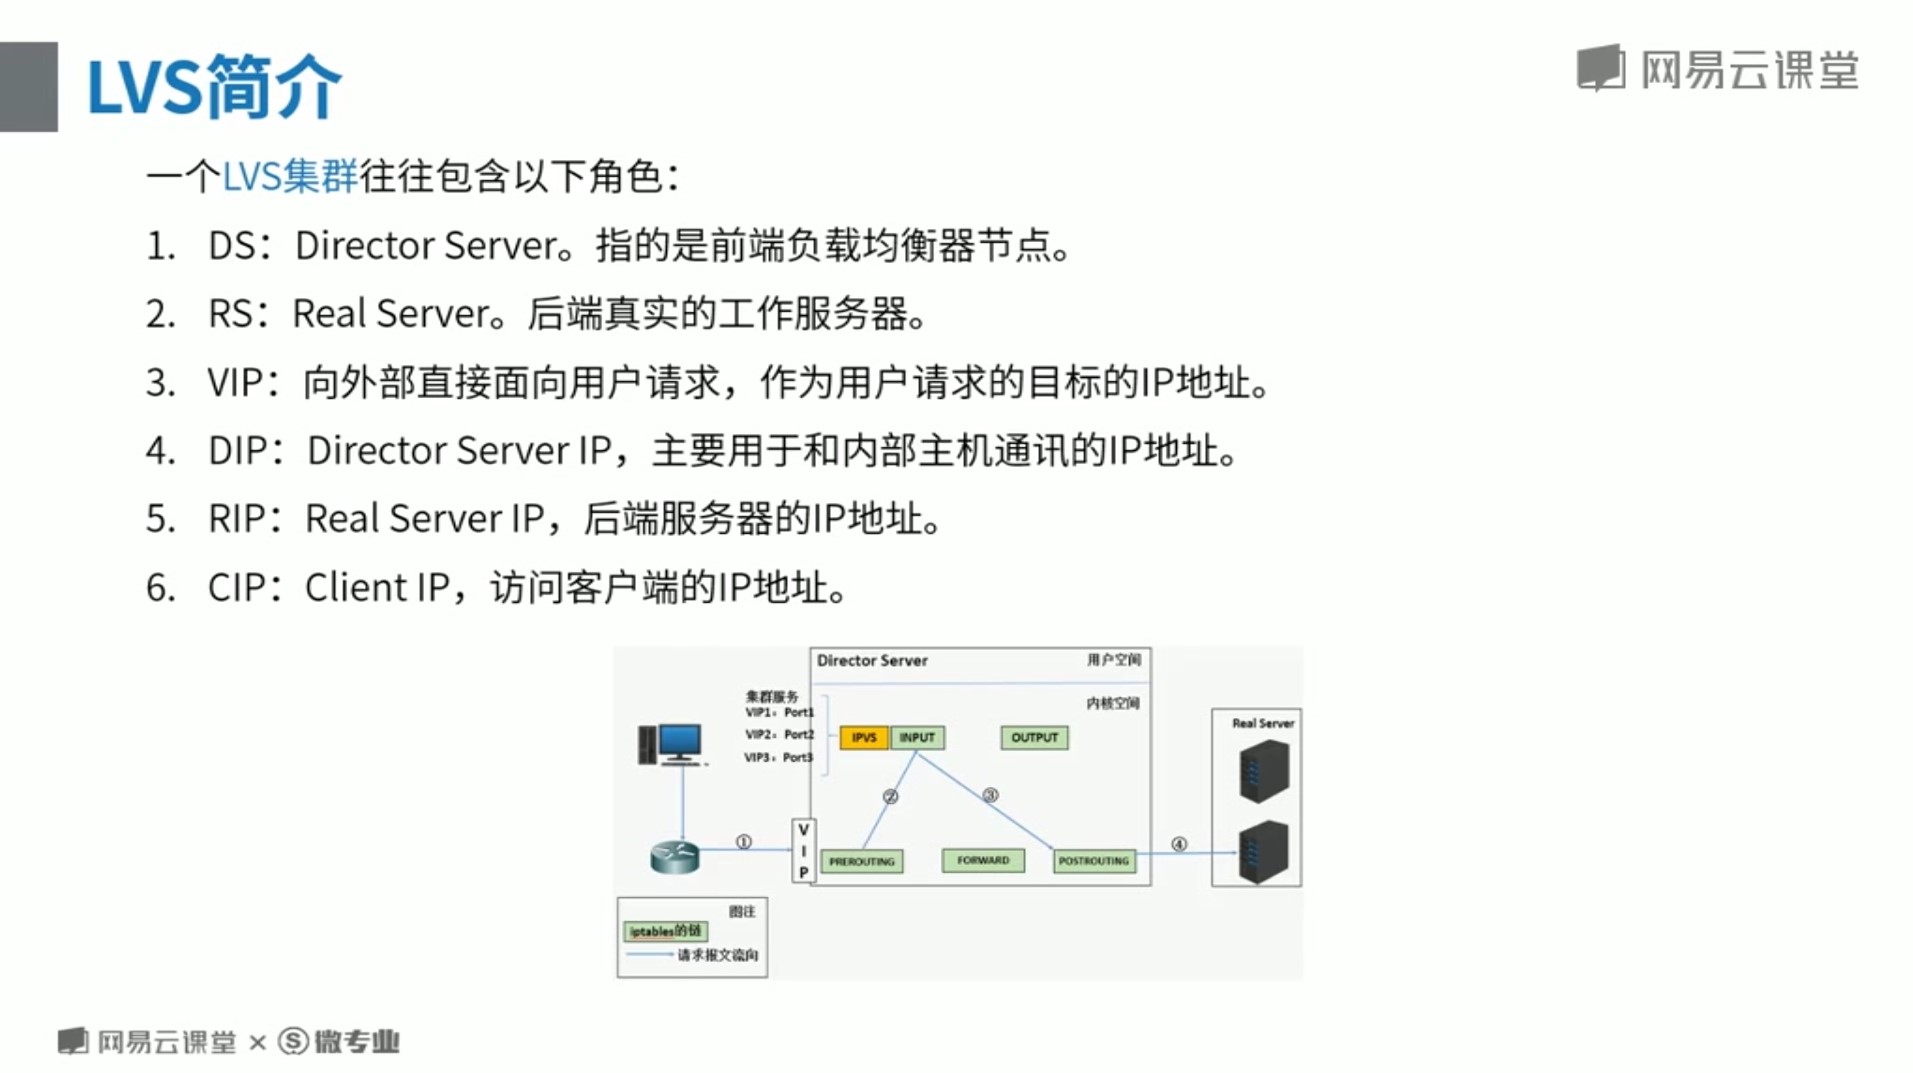 LVS简介
网易云课堂
一个LVS集群往往包含以下角色：
1. DS：Director Server。指的是前端负载均衡器节点。
2. RS：Real Server。后端真实的工作服务器。
3. VIP：向外部直接面向用户请求，作为用户请求的目标的IP地址。
4. DIP：Director Server IP，主要用于和内部主机通讯的IP地址。
5. RIP：Real Server IP，后端服务器的IP地址。
6. CIP：Client IP，访问客户端的IP地址。
Director Server 用户空间
集群服务
内核空间
VIP1：Port1
VIP2：Port2
VIP3：Port3
IPVS INPUT OUTPUT
Real Server
② ③
① ④
VIP
PREROUTING FORWARD POSTROUTING
图注
iptables的链
请求报文流向
网易云课堂 × S 微专业